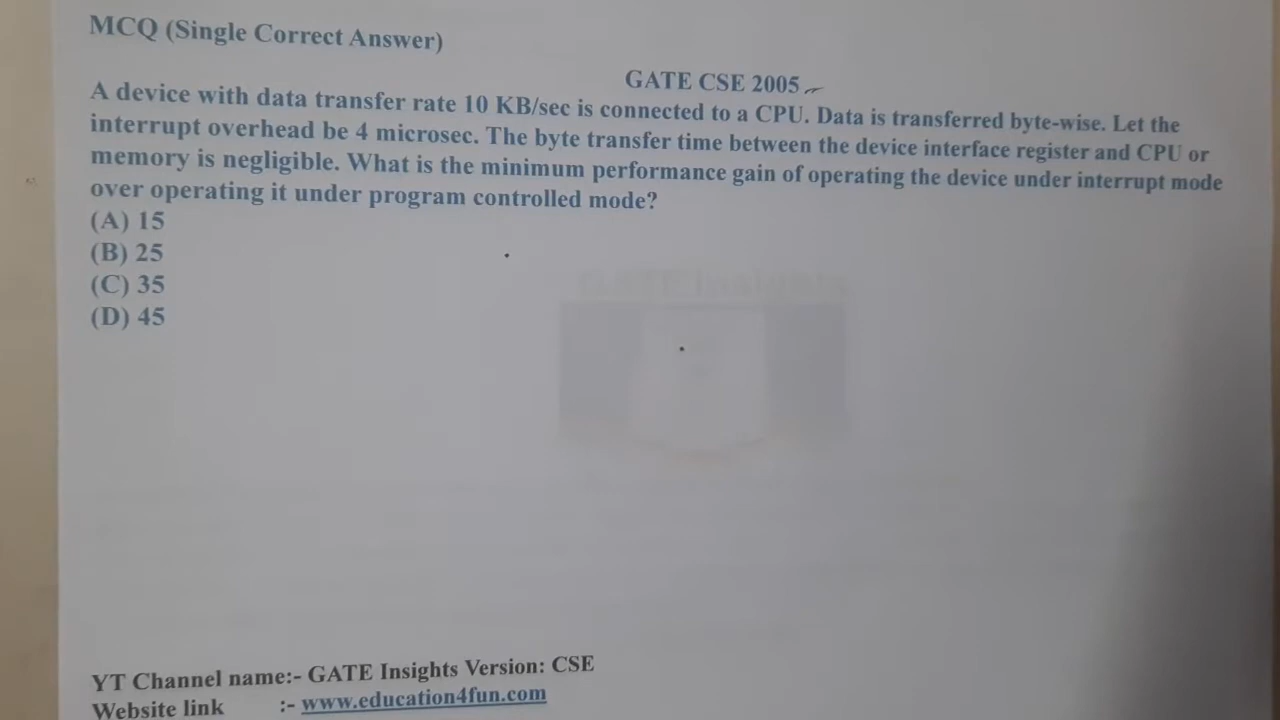 MCQ (Single Correct Answer)
GATE CSE 2005
A device with data transfer rate 10 KB/sec is connected to a CPU. Data is transferred byte-wise. Let the
interrupt overhead be 4 microsec. The byte transfer time between the device interface register and CPU or
memory is negligible. What is the minimum performance gain of operating the device under interrupt mode
over operating it under program controlled mode?
(A) 15
(B) 25
(C) 35
(D) 45
YT Channel name:- GATE Insights Version: CSE
Website link :- www.education4fun.com